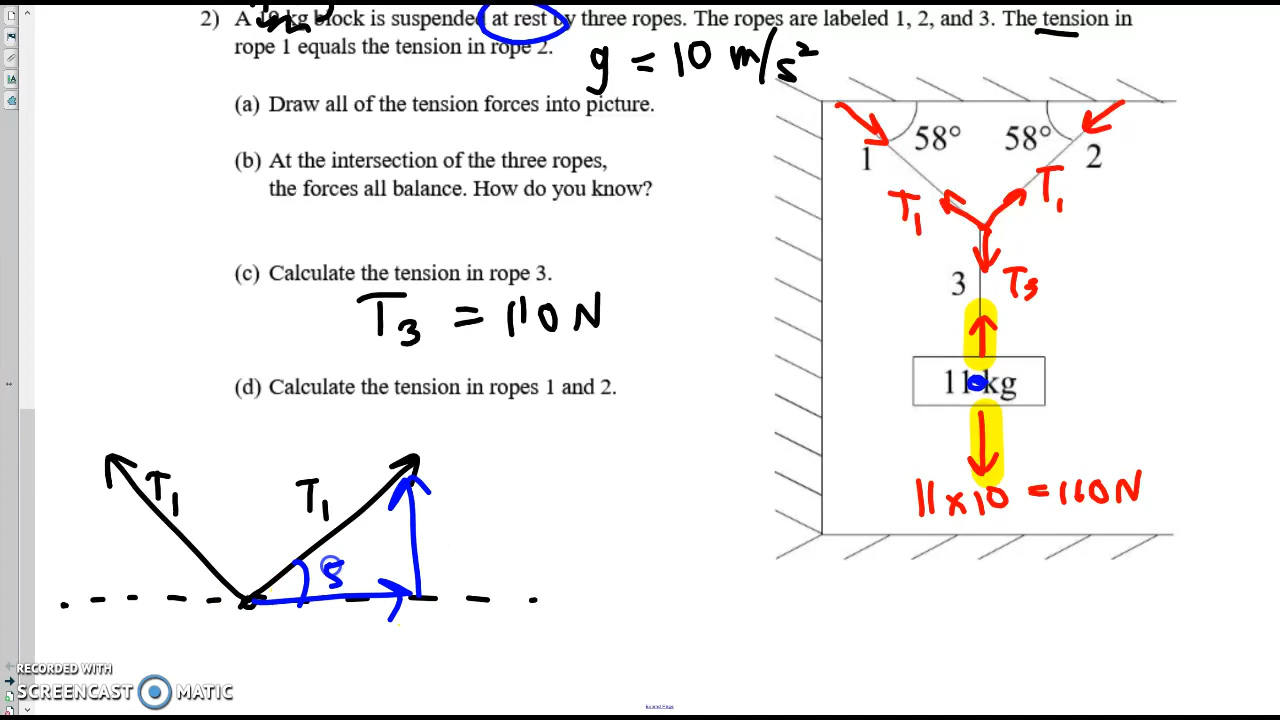 2) A kg block is suspended at rest by three ropes. The ropes are labeled 1, 2, and 3. The tension in
rope 1 equals the tension in rope 2.
g = 10 m/s²
(a) Draw all of the tension forces into picture.
(b) At the intersection of the three ropes,
the forces all balance. How do you know?
(c) Calculate the tension in rope 3.
T₃ = 110 N
(d) Calculate the tension in ropes 1 and 2.
58° 58°
1 2
T₁ T₁
3 T₃
11 kg
11 × 10 = 110 N
T₁ T₁
5
RECORDED WITH
SCREENCAST MATIC